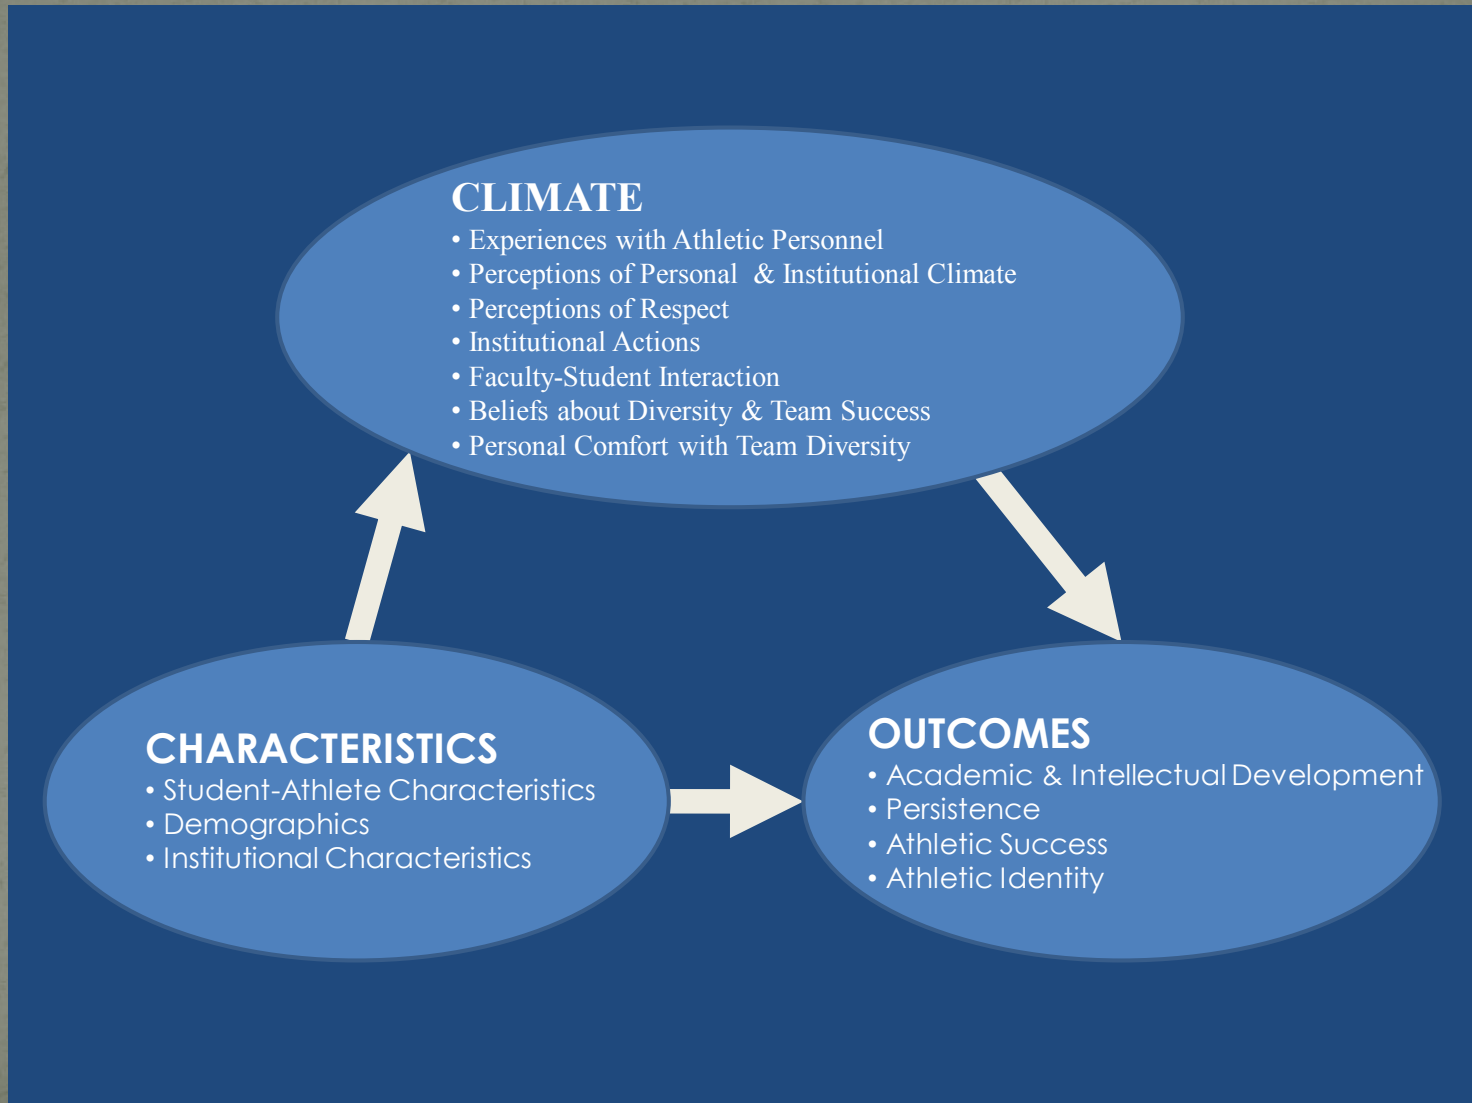 CLIMATE
• Experiences with Athletic Personnel
• Perceptions of Personal & Institutional Climate
• Perceptions of Respect
• Institutional Actions
• Faculty-Student Interaction
• Beliefs about Diversity & Team Success
• Personal Comfort with Team Diversity
CHARACTERISTICS
• Student-Athlete Characteristics
• Demographics
• Institutional Characteristics
OUTCOMES
• Academic & Intellectual Development
• Persistence
• Athletic Success
• Athletic Identity